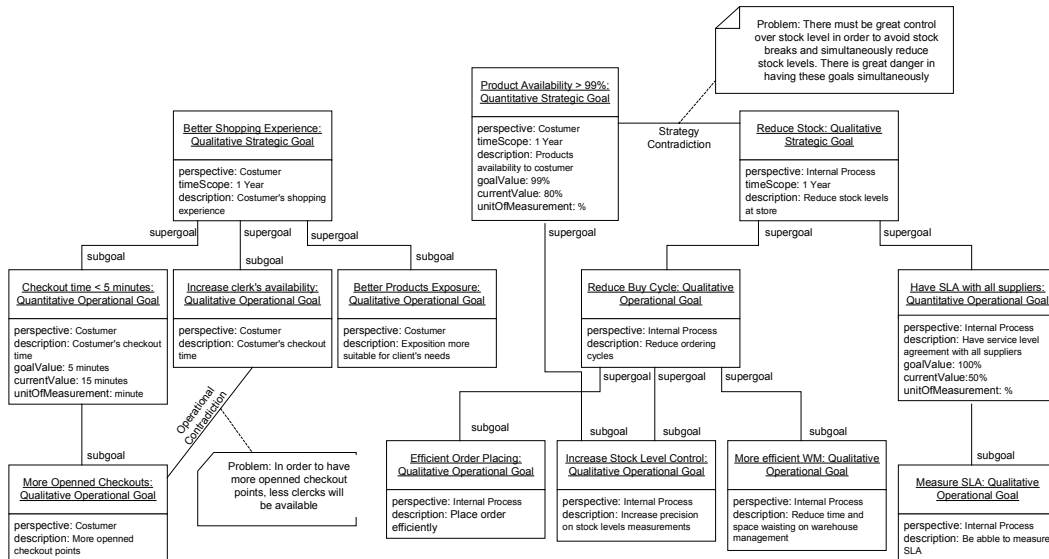 Problem: There must be great control
over stock level in order to avoid stock
breaks and simultaneously reduce
stock levels. There is great danger in
having these goals simultaneously
Product Availability > 99%:
Quantitative Strategic Goal
perspective: Costumer
timeScope: 1 Year
description: Products
availability to costumer
goalValue: 99%
currentValue: 80%
unitOfMeasurement: %
Strategy
Contradiction
Better Shopping Experience:
Qualitative Strategic Goal
perspective: Costumer
timeScope: 1 Year
description: Costumer's shopping
experience
Reduce Stock: Qualitative
Strategic Goal
perspective: Internal Process
timeScope: 1 Year
description: Reduce stock levels
at store
supergoal
supergoal
supergoal
supergoal
supergoal
supergoal
subgoal
subgoal
subgoal
subgoal
Checkout time < 5 minutes:
Quantitative Operational Goal
perspective: Costumer
description: Costumer's checkout
time
goalValue: 5 minutes
currentValue: 15 minutes
unitOfMeasurement: minute
Increase clerk's availability:
Qualitative Operational Goal
perspective: Costumer
description: Costumer's checkout
time
Better Products Exposure:
Qualitative Operational Goal
perspective: Costumer
description: Exposition more
suitable for client's needs
Reduce Buy Cycle: Qualitative
Operational Goal
perspective: Internal Process
description: Reduce ordering
cycles
Have SLA with all suppliers:
Quantitative Operational Goal
perspective: Internal Process
description: Have service level
agreement with all suppliers
goalValue: 100%
currentValue:50%
unitOfMeasurement: %
supergoal
supergoal
supergoal
Operational
Contradiction
subgoal
subgoal
subgoal
subgoal
subgoal
subgoal
More Openned Checkouts:
Qualitative Operational Goal
perspective: Costumer
description: More openned
checkout points
Problem: In order to have
more openned checkout
points, less clercks will
be available
Efficient Order Placing:
Qualitative Operational Goal
perspective: Internal Process
description: Place order
efficiently
Increase Stock Level Control:
Qualitative Operational Goal
perspective: Internal Process
description: Increase precision
on stock levels measurements
More efficient WM: Qualitative
Operational Goal
perspective: Internal Process
description: Reduce time and
space waisting on warehouse
management
Measure SLA: Qualitative
Operational Goal
perspective: Internal Process
description: Be abble to measure
SLA